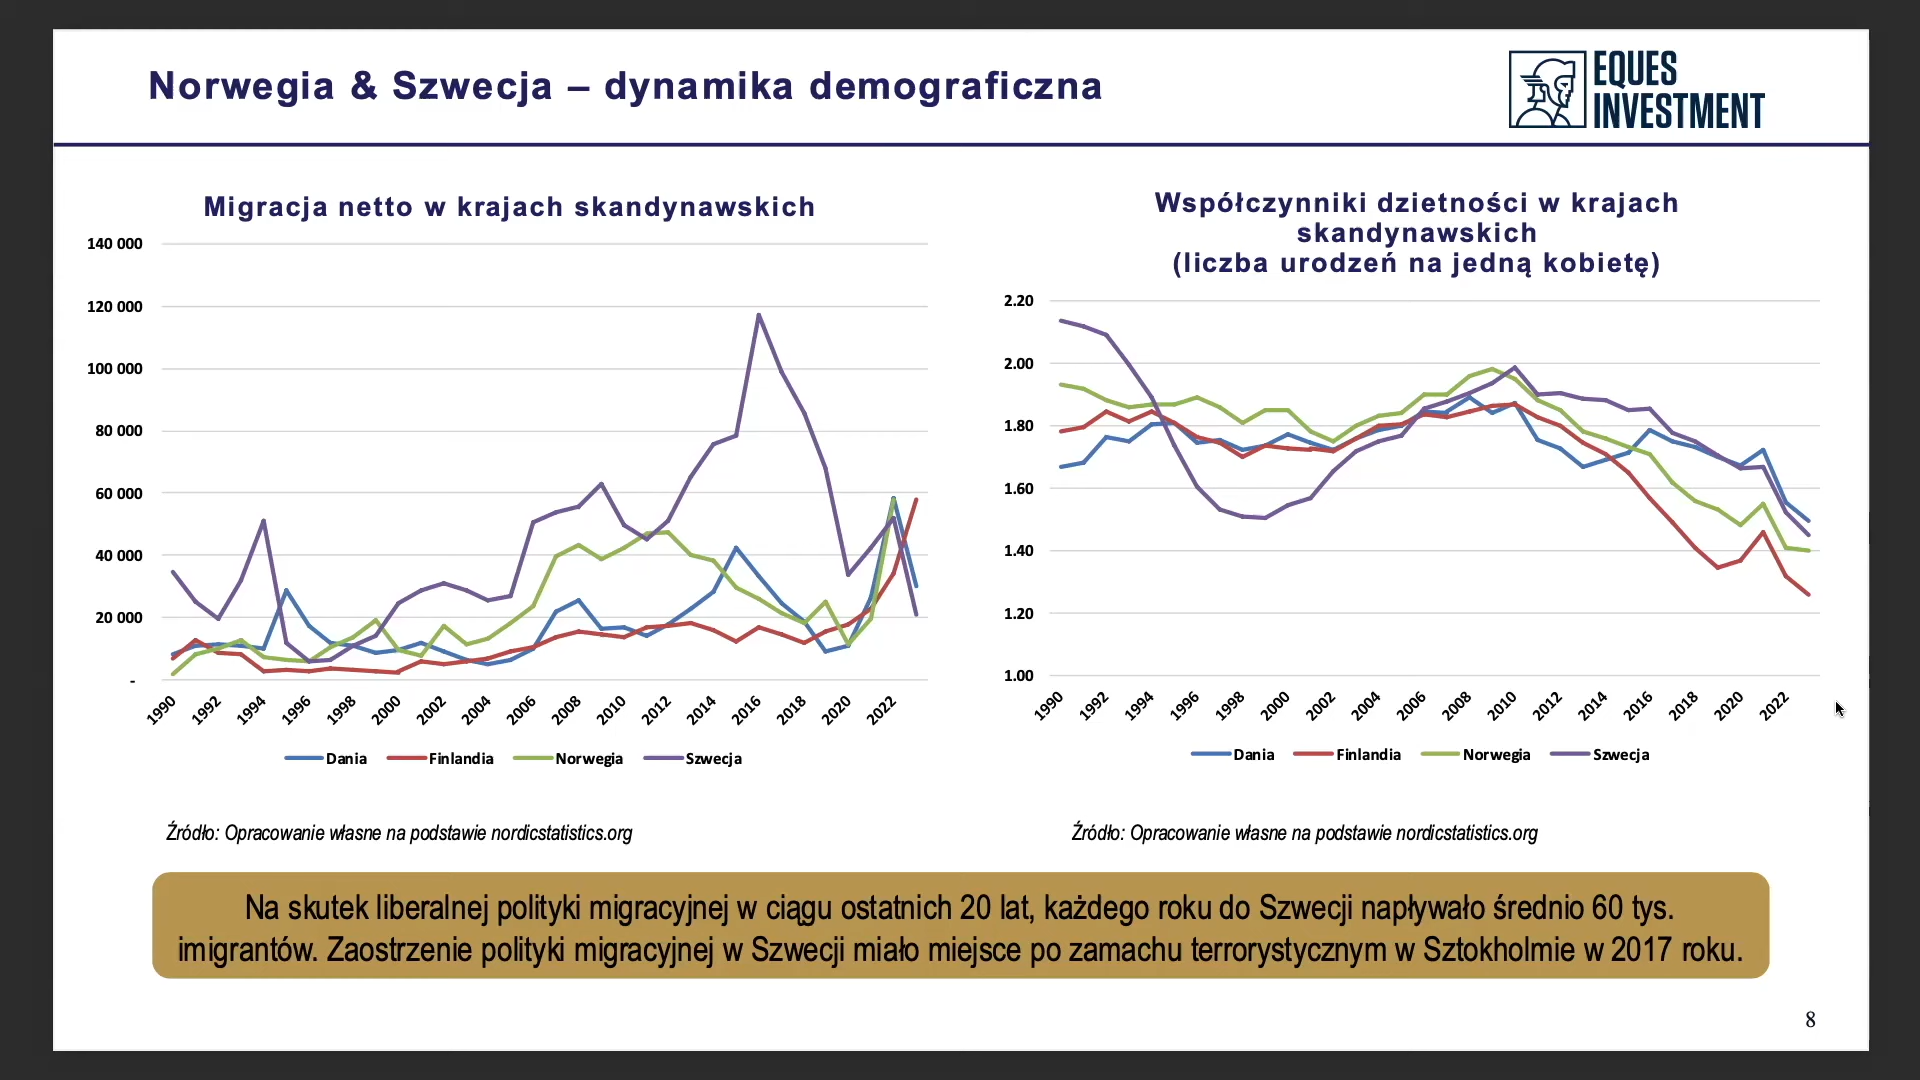 Norwegia & Szwecja – dynamika demograficzna
EQUES
INVESTMENT
Migracja netto w krajach skandynawskich
140 000
120 000
100 000
80 000
60 000
40 000
20 000
-
1990 1992 1994 1996 1998 2000 2002 2004 2006 2008 2010 2012 2014 2016 2018 2020 2022
Dania Finlandia Norwegia Szwecja
Źródło: Opracowanie własne na podstawie nordicstatistics.org
Współczynniki dzietności w krajach
skandynawskich
(liczba urodzeń na jedną kobietę)
2.20
2.00
1.80
1.60
1.40
1.20
1.00
1990 1992 1994 1996 1998 2000 2002 2004 2006 2008 2010 2012 2014 2016 2018 2020 2022
Dania Finlandia Norwegia Szwecja
Źródło: Opracowanie własne na podstawie nordicstatistics.org
Na skutek liberalnej polityki migracyjnej w ciągu ostatnich 20 lat, każdego roku do Szwecji napływało średnio 60 tys.
imigrantów. Zaostrzenie polityki migracyjnej w Szwecji miało miejsce po zamachu terrorystycznym w Sztokholmie w 2017 roku.
8